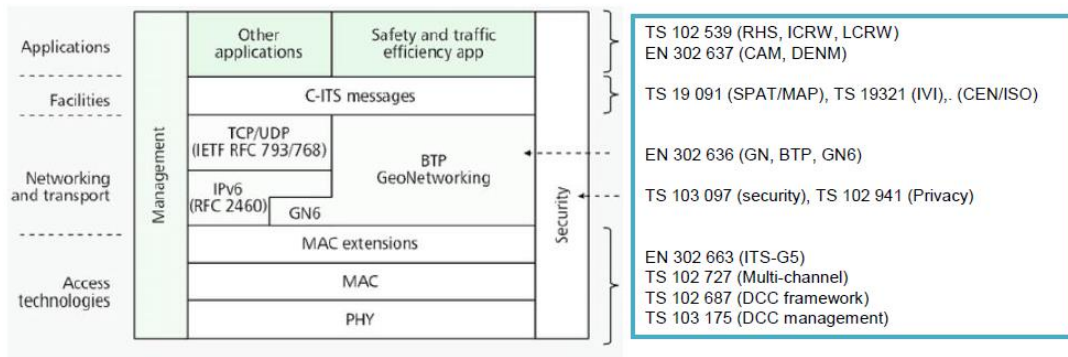 Applications
Facilities
Networking
and transport
Access
technologies
Management
Other
applications
Safety and traffic
efficiency app
C-ITS messages
TCP/UDP
(IETF RFC 793/768)
BTP
GeoNetworking
IPv6
(RFC 2460)
GN6
MAC extensions
MAC
PHY
Security
TS 102 539 (RHS, ICRW, LCRW)
EN 302 637 (CAM, DENM)
TS 19 091 (SPAT/MAP), TS 19321 (IVI),. (CEN/ISO)
EN 302 636 (GN, BTP, GN6)
TS 103 097 (security), TS 102 941 (Privacy)
EN 302 663 (ITS-G5)
TS 102 727 (Multi-channel)
TS 102 687 (DCC framework)
TS 103 175 (DCC management)